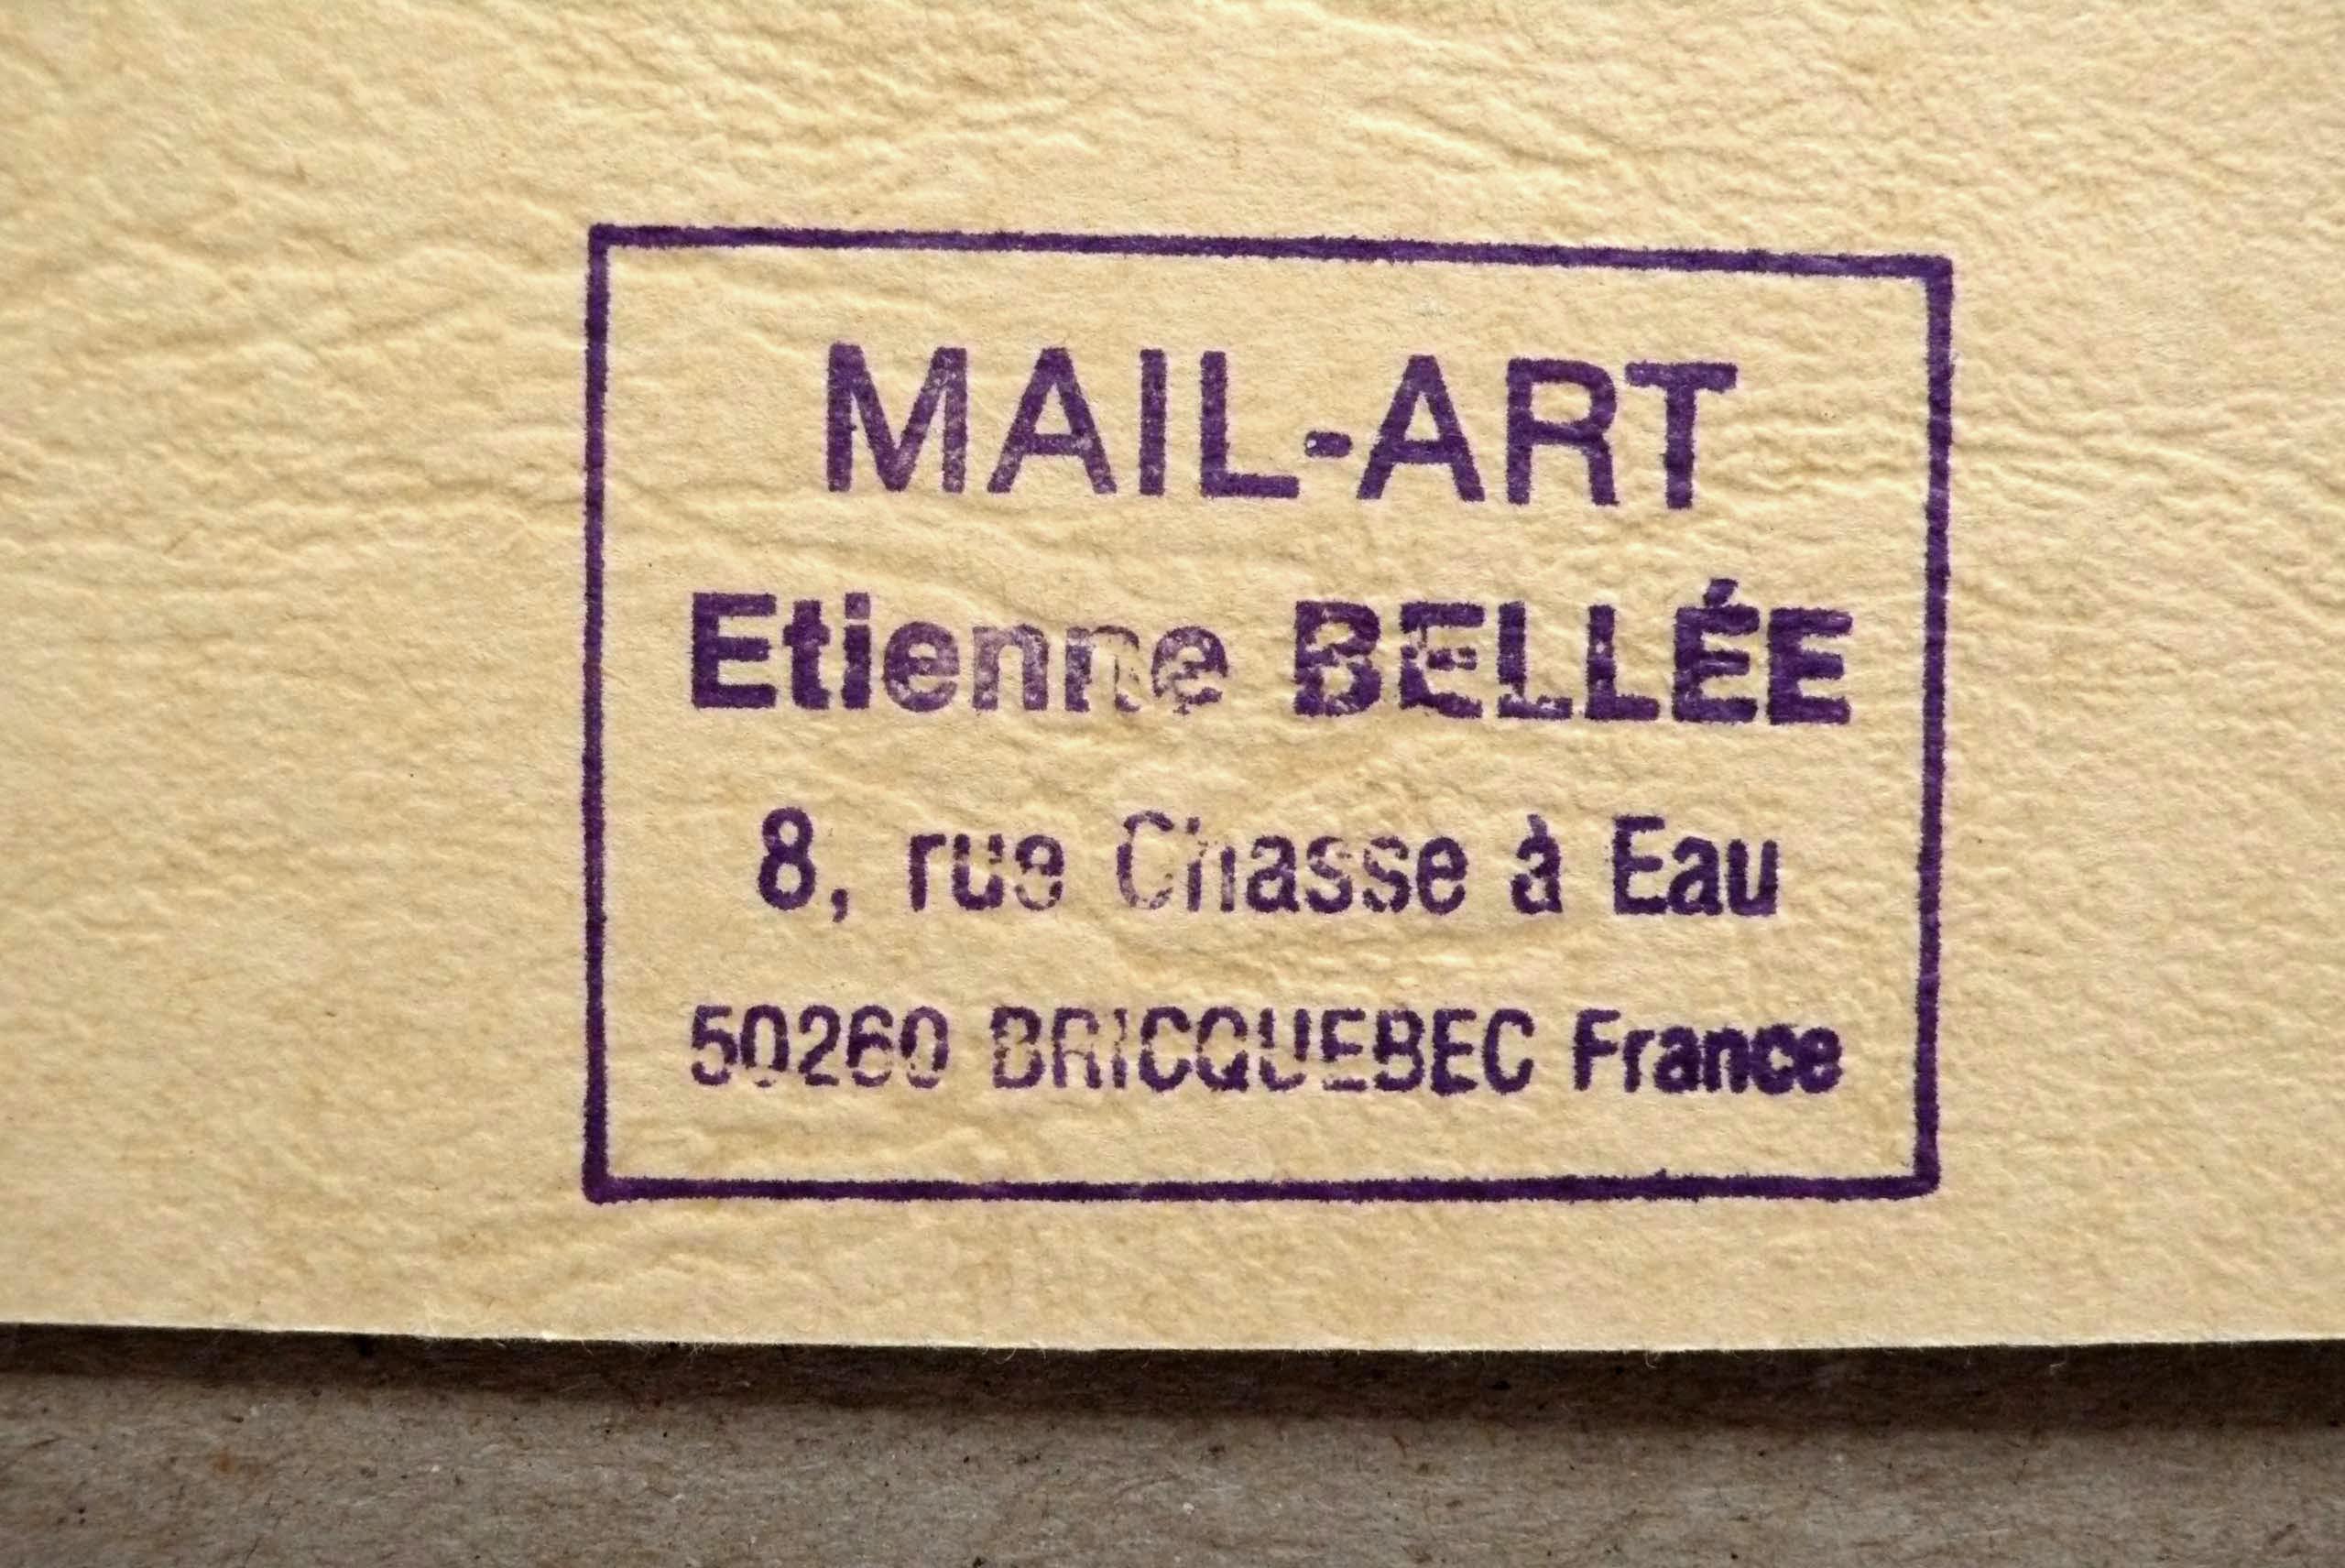 MAIL-ART
Etienne BELLÉE
8, rue Chasse à Eau
50260 BRICQUEBEC France